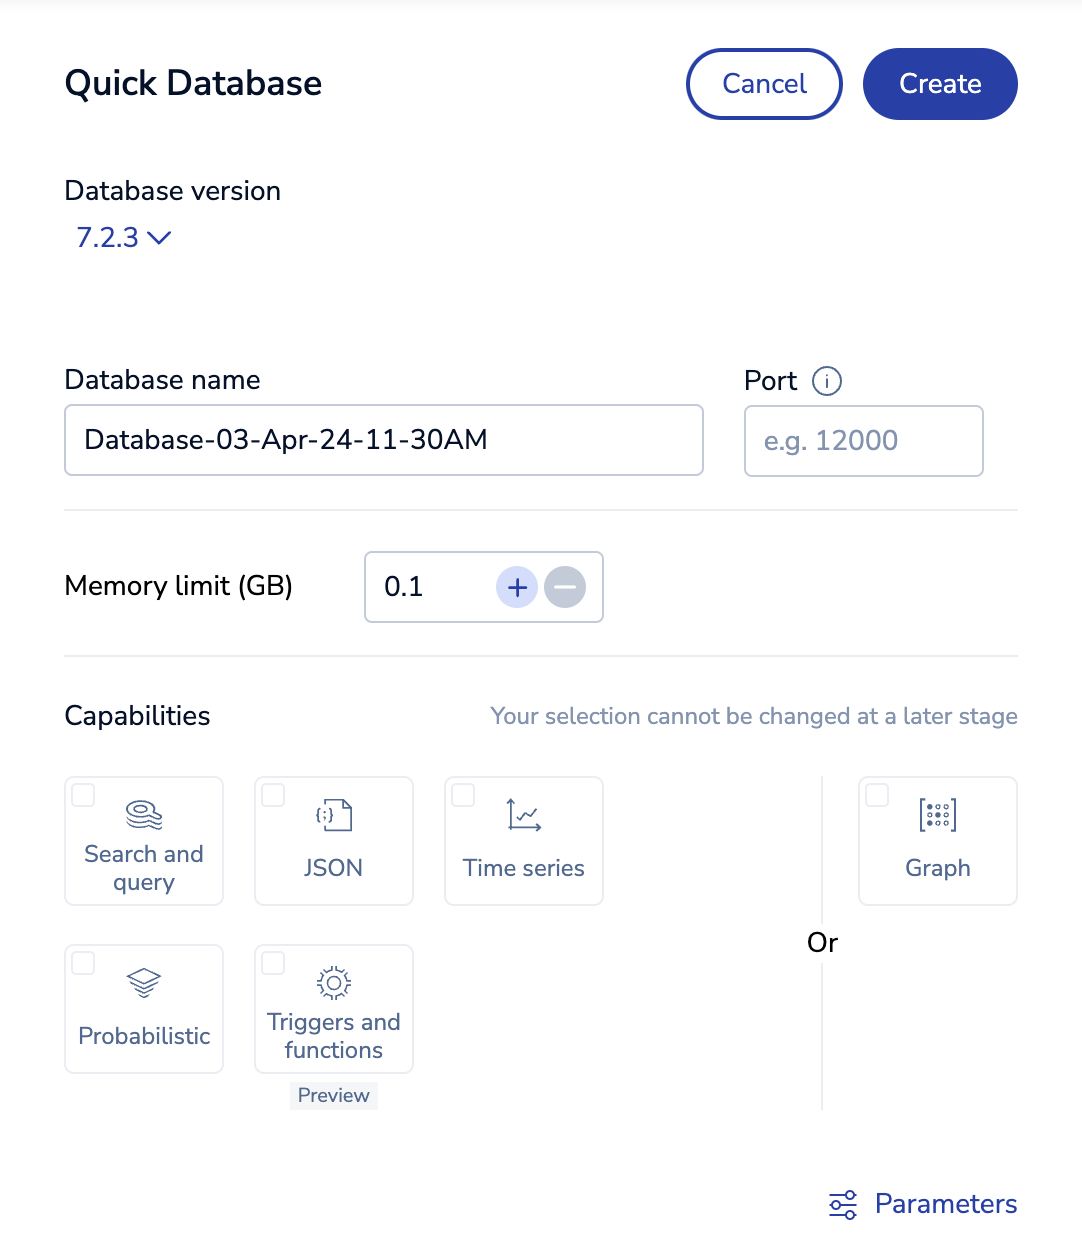 Quick Database
Cancel
Create
Database version
7.2.3
Database name
Port
Database-03-Apr-24-11-30AM
e.g. 12000
Memory limit (GB)
0.1
Capabilities
Your selection cannot be changed at a later stage
Search and
query
JSON
Time series
Graph
Or
Probabilistic
Triggers and
functions
Preview
Parameters